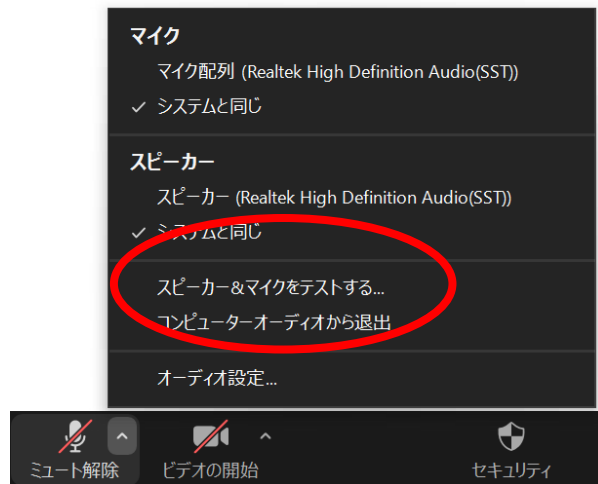 マイク
マイク配列 (Realtek High Definition Audio(SST))
システムと同じ
スピーカー
スピーカー (Realtek High Definition Audio(SST))
システムと同じ
スピーカー&マイクをテストする...
コンピューターオーディオから退出
オーディオ設定...
ミュート解除 ビデオの開始 セキュリティ